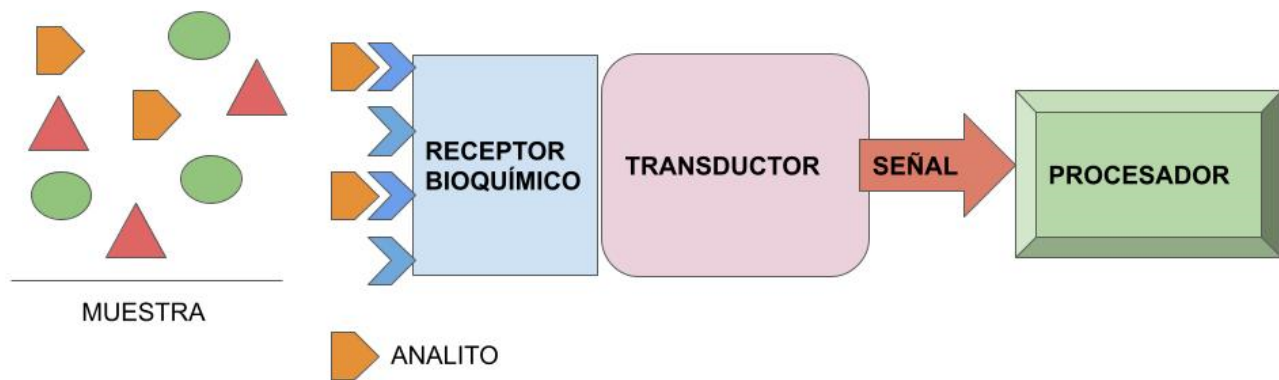 MUESTRA
RECEPTOR
BIOQUÍMICO
TRANSDUCTOR
SEÑAL
PROCESADOR
ANALITO